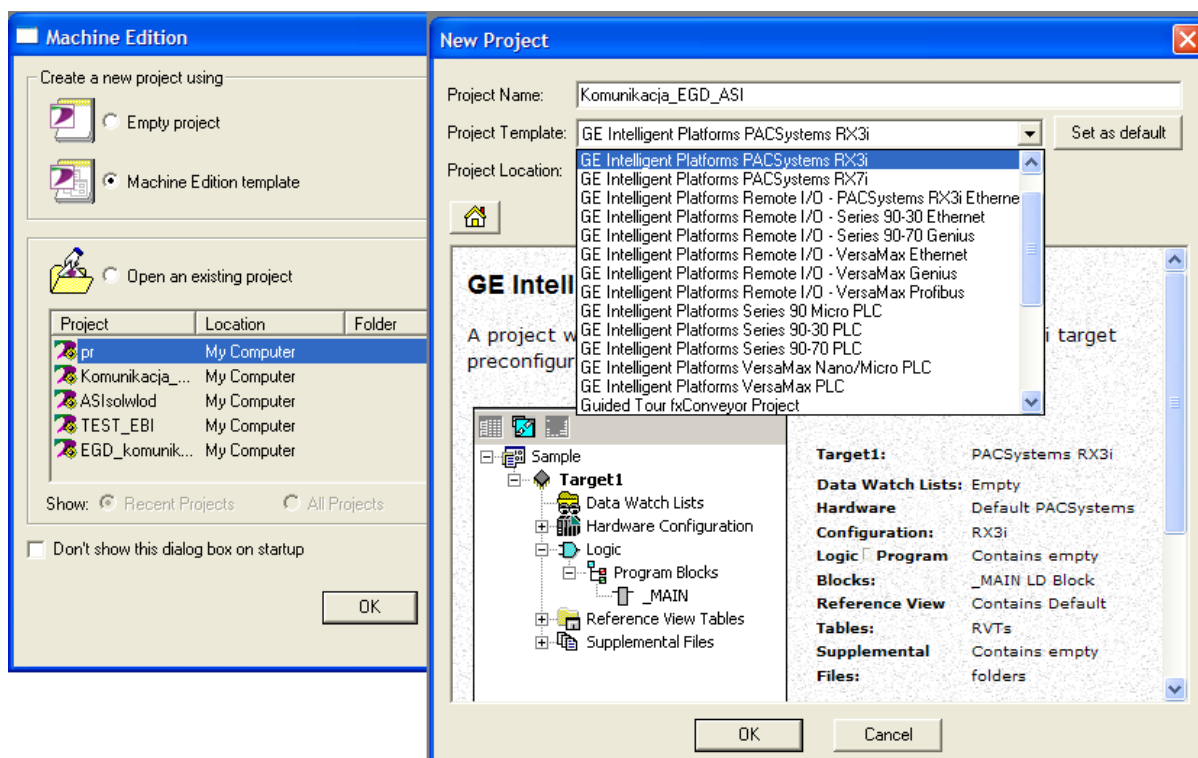 Machine Edition
Create a new project using
Empty project
Machine Edition template
Open an existing project
Project Location Folder
pr My Computer
Komunikacja_... My Computer
ASIsolwlod My Computer
TEST_EBI My Computer
EGD_komunik... My Computer
Show: Recent Projects All Projects
Don't show this dialog box on startup
OK
New Project
Project Name: Komunikacja_EGD_ASI
Project Template: GE Intelligent Platforms PACSystems RX3i Set as default
Project Location:
GE Intelligent Platforms PACSystems RX3i
GE Intelligent Platforms PACSystems RX7i
GE Intelligent Platforms Remote I/O - PACSystems RX3i Etherne
GE Intelligent Platforms Remote I/O - Series 90-30 Ethernet
GE Intelligent Platforms Remote I/O - Series 90-70 Genius
GE Intelligent Platforms Remote I/O - VersaMax Ethernet
GE Intelligent Platforms Remote I/O - VersaMax Genius
GE Intelligent Platforms Remote I/O - VersaMax Profibus
GE Intelligent Platforms Series 90 Micro PLC
GE Intelligent Platforms Series 90-30 PLC
GE Intelligent Platforms Series 90-70 PLC
GE Intelligent Platforms VersaMax Nano/Micro PLC
GE Intelligent Platforms VersaMax PLC
Guided Tour fxConveyor Project
GE Intell
A project w i target
preconfigur
Sample
Target1
Data Watch Lists
Hardware Configuration
Logic
Program Blocks
_MAIN
Reference View Tables
Supplemental Files
Target1: PACSystems RX3i
Data Watch Lists: Empty
Hardware Default PACSystems
Configuration: RX3i
Logic Program Contains empty
Blocks: _MAIN LD Block
Reference View Contains Default
Tables: RVTs
Supplemental Contains empty
Files: folders
OK Cancel